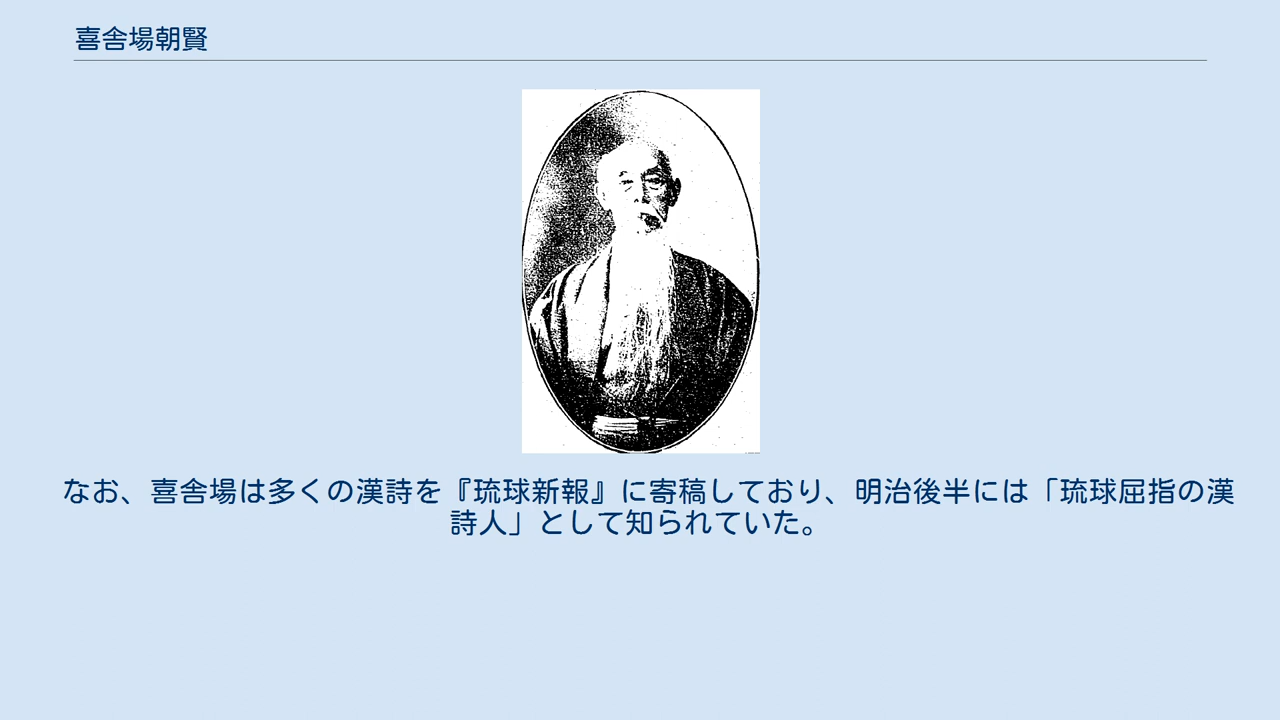 喜舎場朝賢
なお、喜舎場は多くの漢詩を『琉球新報』に寄稿しており、明治後半には「琉球屈指の漢
詩人」として知られていた。